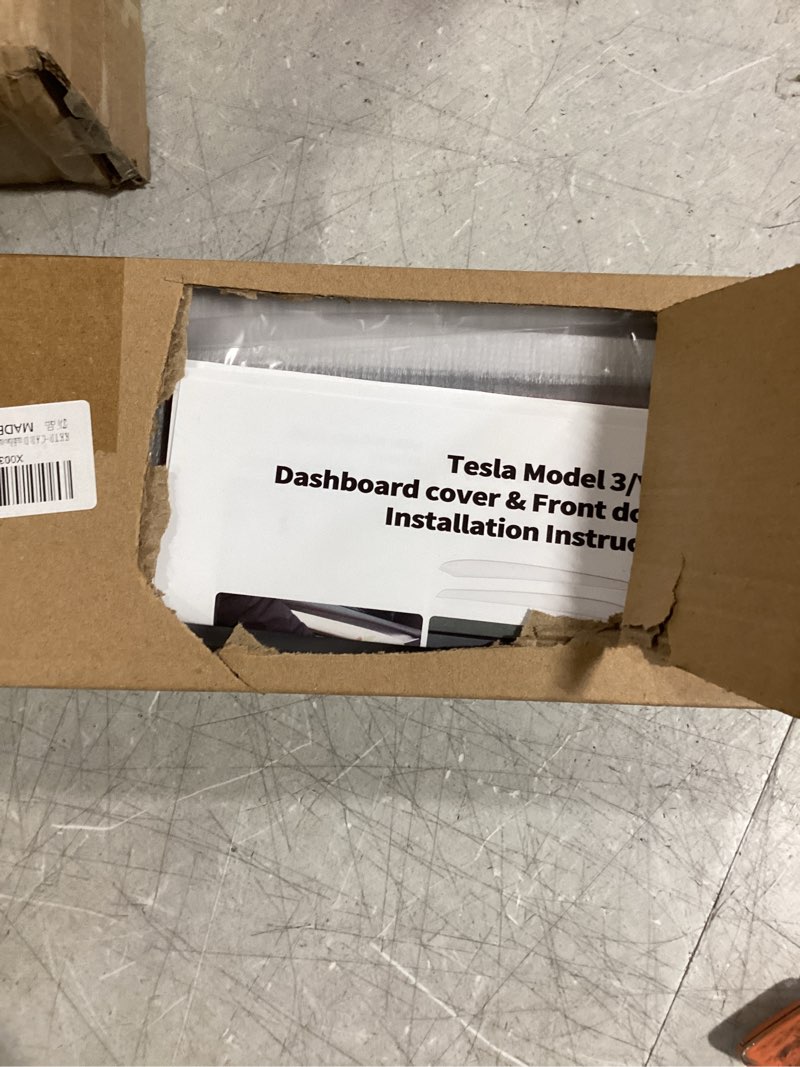 Tesla Model 3/
Dashboard cover & Front do
Installation Instruc
X003
MADE